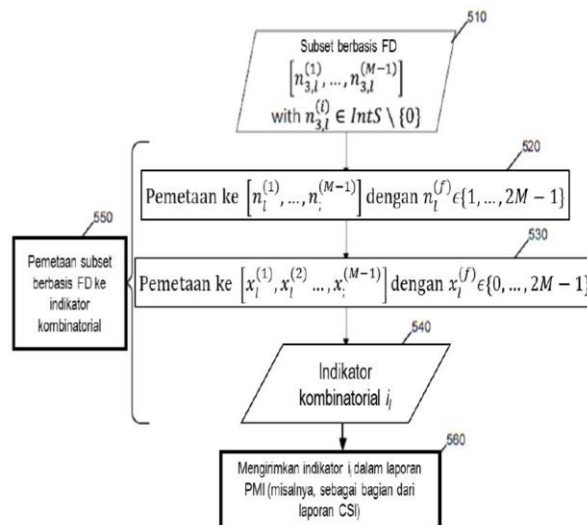 510
Subset berbasis FD
[n_{3,l}^{(1)}, ..., n_{3,l}^{(M-1)}]
with n_{3,l}^{(i)} ∈ IntS \ {0}
520
Pemetaan ke [n_l^{(1)}, ..., n_;^{(M-1)}] dengan n_l^{(f)} ϵ{1, ..., 2M − 1}
550
Pemetaan subset
berbasis FD ke
indikator
kombinatorial
530
Pemetaan ke [x_l^{(1)}, x_l^{(2)} ..., x_;^{(M-1)}] dengan x_l^{(f)} ϵ{0, ..., 2M − 1}
540
Indikator
kombinatorial i_l
560
Mengirimkan indikator i_l dalam laporan
PMI (misalnya, sebagai bagian dari
laporan CSI)